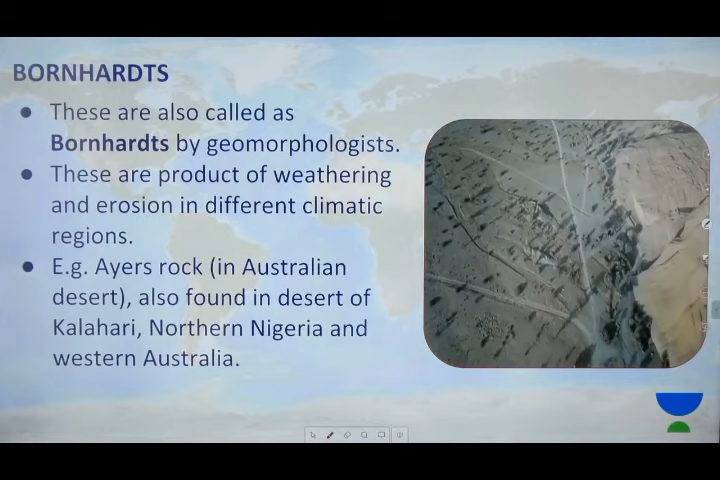 BORNHARDTS
● These are also called as
Bornhardts by geomorphologists.
● These are product of weathering
and erosion in different climatic
regions.
● E.g. Ayers rock (in Australian
desert), also found in desert of
Kalahari, Northern Nigeria and
western Australia.